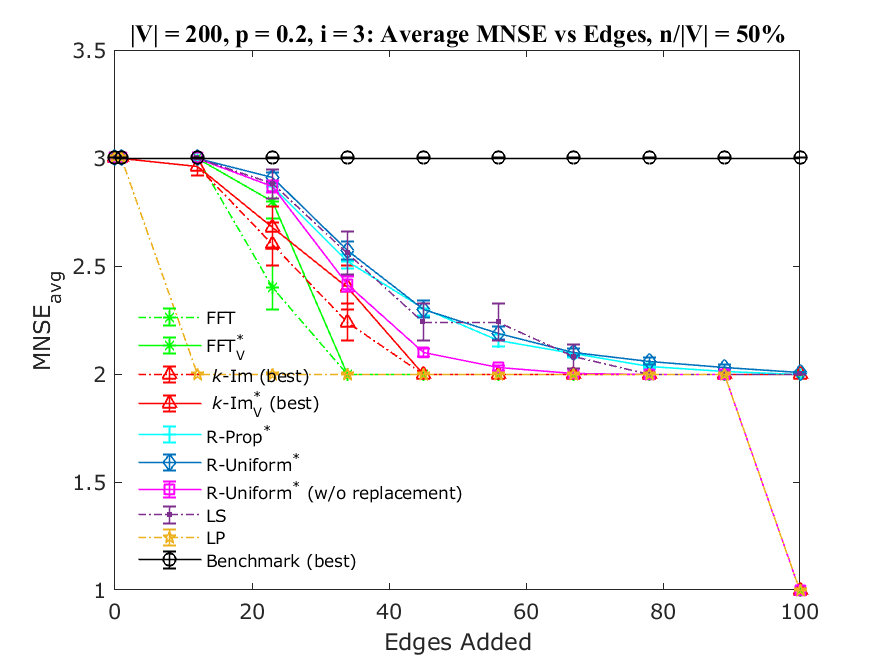 |V| = 200, p = 0.2, i = 3: Average MNSE vs Edges, n/|V| = 50%
3.5
3
2.5
2
1.5
1
MNSE_avg
FFT
FFT*_V
k-Im (best)
k-Im*_V (best)
R-Prop*
R-Uniform*
R-Uniform* (w/o replacement)
LS
LP
Benchmark (best)
0 20 40 60 80 100
Edges Added